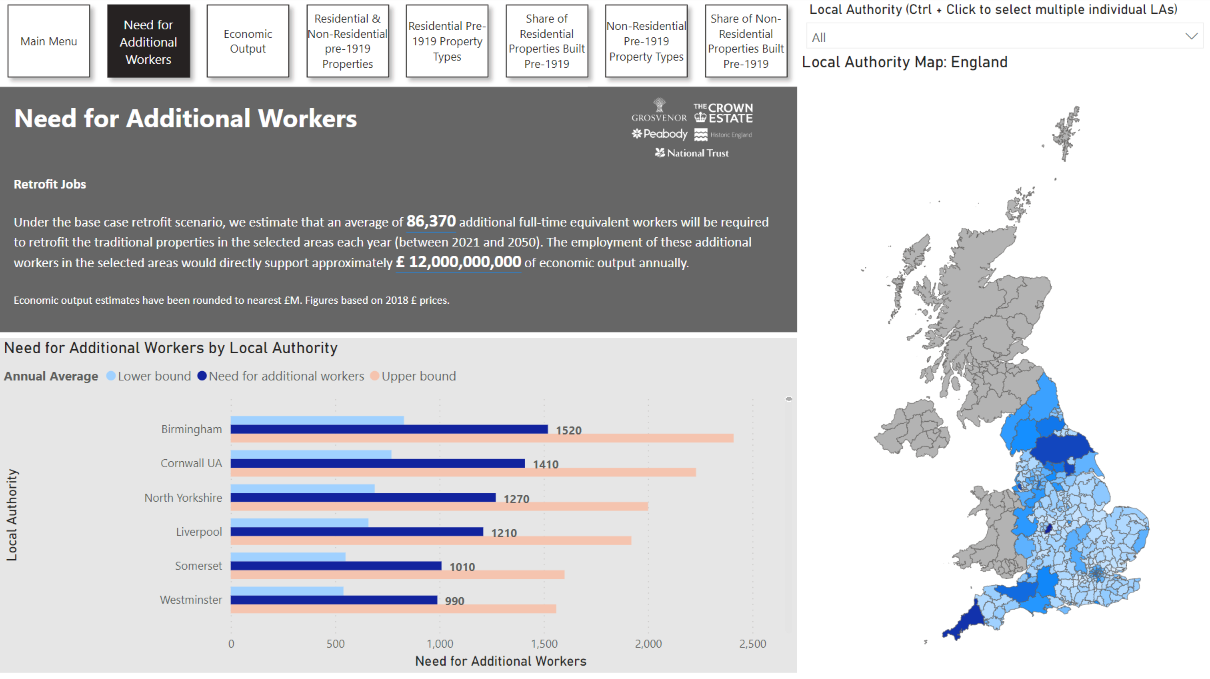 Main Menu
Need for
Additional
Workers
Economic
Output
Residential &
Non-Residential
pre-1919
Properties
Residential Pre-
1919 Property
Types
Share of
Residential
Properties Built
Pre-1919
Non-Residential
Pre-1919
Property Types
Share of Non-
Residential
Properties Built
Pre-1919
Local Authority (Ctrl + Click to select multiple individual LAs)
All
Local Authority Map: England
Need for Additional Workers
GROSVENOR
THE CROWN
ESTATE
Peabody
Historic England
National Trust
Retrofit Jobs
Under the base case retrofit scenario, we estimate that an average of 86,370 additional full-time equivalent workers will be required
to retrofit the traditional properties in the selected areas each year (between 2021 and 2050). The employment of these additional
workers in the selected areas would directly support approximately £ 12,000,000,000 of economic output annually.
Economic output estimates have been rounded to nearest £M. Figures based on 2018 £ prices.
Need for Additional Workers by Local Authority
Annual Average Lower bound Need for additional workers Upper bound
Local Authority
Birmingham 1520
Cornwall UA 1410
North Yorkshire 1270
Liverpool 1210
Somerset 1010
Westminster 990
0 500 1,000 1,500 2,000 2,500
Need for Additional Workers